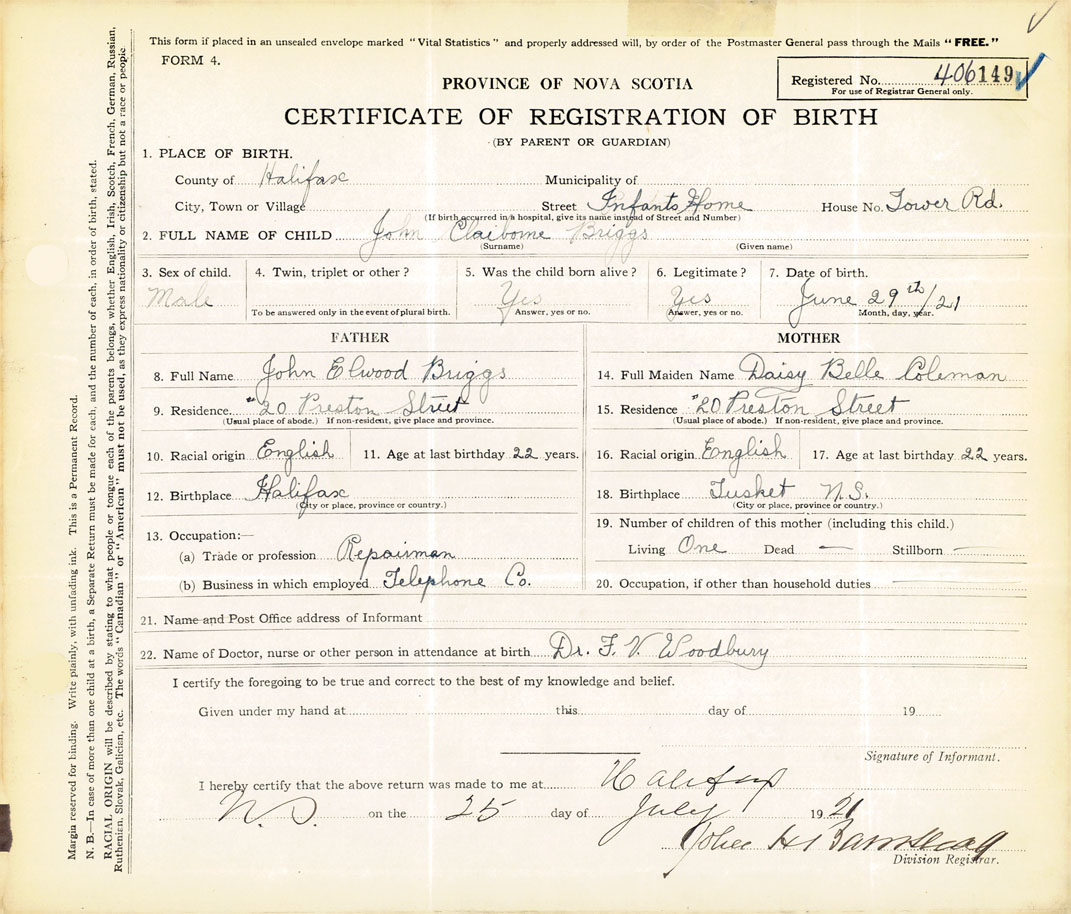 This form if placed in an unsealed envelope marked "Vital Statistics" and properly addressed will, by order of the Postmaster General pass through the Mails "FREE."
FORM 4.
Registered No. 406149
For use of Registrar General only.
PROVINCE OF NOVA SCOTIA
CERTIFICATE OF REGISTRATION OF BIRTH
(BY PARENT OR GUARDIAN)
1. PLACE OF BIRTH.
County of Halifax Municipality of
City, Town or Village Street Infants Home House No. Tower Rd.
(If birth occurred in a hospital, give its name instead of Street and Number)
2. FULL NAME OF CHILD John Claiborne Briggs
(Surname) (Given name)
3. Sex of child. 4. Twin, triplet or other? 5. Was the child born alive? 6. Legitimate? 7. Date of birth.
Male Yes Yes June 29th/21
To be answered only in the event of plural birth. Answer, yes or no. Answer, yes or no. Month, day, year.
FATHER MOTHER
8. Full Name John Elwood Briggs 14. Full Maiden Name Daisy Belle Coleman
9. Residence. "20 Preston Street 15. Residence "20 Preston Street
(Usual place of abode.) If non-resident, give place and province. (Usual place of abode.) If non-resident, give place and province.
10. Racial origin English 11. Age at last birthday 22 years. 16. Racial origin English 17. Age at last birthday 22 years.
12. Birthplace Halifax 18. Birthplace Tusket N.S.
(City or place, province or country.) (City or place, province or country.)
13. Occupation:— 19. Number of children of this mother (including this child.)
(a) Trade or profession Repairman Living One Dead — Stillborn —
(b) Business in which employed Telephone Co. 20. Occupation, if other than household duties
21. Name and Post Office address of Informant
22. Name of Doctor, nurse or other person in attendance at birth Dr. F. V. Woodbury
I certify the foregoing to be true and correct to the best of my knowledge and belief.
Given under my hand at this day of 19
Signature of Informant.
I hereby certify that the above return was made to me at Halifax
N.S. on the 25 day of July 1921
John H
Division Registrar.
Margin reserved for binding. Write plainly, with unfading ink. This is a Permanent Record.
N. B.—In case of more than one child at a birth, a Separate Return must be made for each, and the number of each, in order of birth, stated.
RACIAL ORIGIN will be described by stating to what people or tongue each of the parents belongs, whether English, Irish, Scotch, French, German, Russian,
Ruthenian, Slovak, Galician, etc. The words "Canadian" or "American" must not be used, as they express nationality or citizenship but not a race or people.